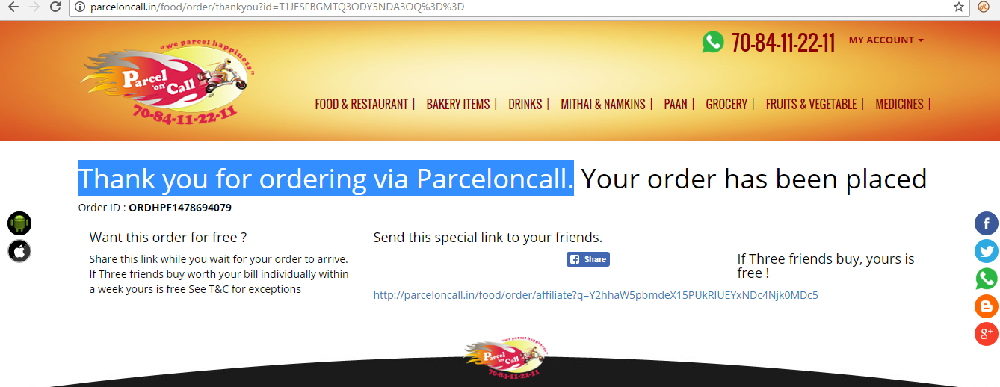 parceloncall.in/food/order/thankyou?id=T1JESFBGMTQ3ODY5NDA3OQ%3D%3D
"we parcel happiness"
Parcel 'on' Call
70-84-11-22-11
70-84-11-22-11 MY ACCOUNT
FOOD & RESTAURANT | BAKERY ITEMS | DRINKS | MITHAI & NAMKINS | PAAN | GROCERY | FRUITS & VEGETABLE | MEDICINES |
Thank you for ordering via Parceloncall. Your order has been placed
Order ID : ORDHPF1478694079
Want this order for free ?
Share this link while you wait for your order to arrive.
If Three friends buy worth your bill individually within
a week yours is free See T&C for exceptions
Send this special link to your friends.
Share
http://parceloncall.in/food/order/affiliate?q=Y2hhaW5pbmdeX15PUkRIUEYxNDc4Njk0MDc5
If Three friends buy, yours is
free !
"we parcel happiness"
Parcel 'on' Call
70-84-11-22-11